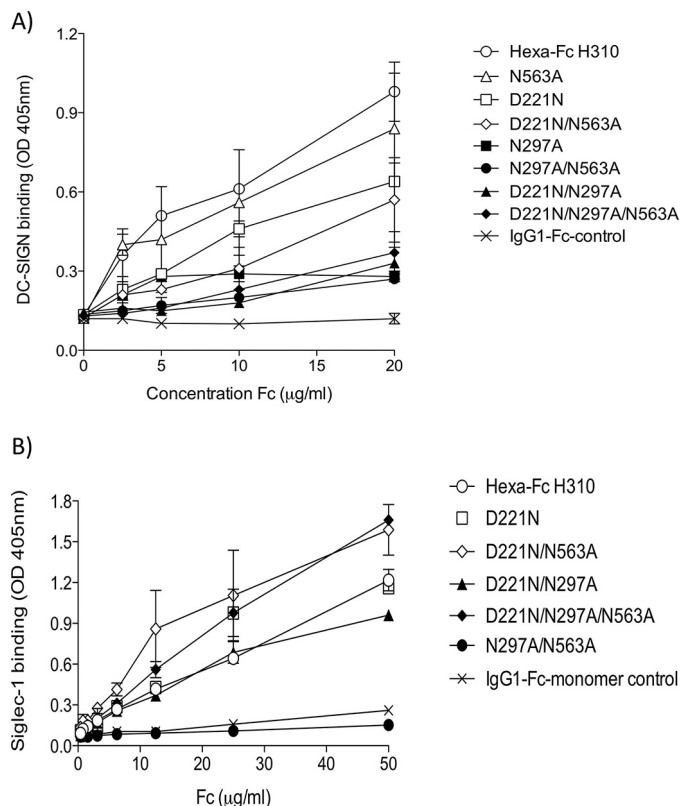 A)
1.2
0.9
0.6
0.3
0.0
DC-SIGN binding (OD 405nm)
0 5 10 15 20
Concentration Fc (µg/ml)
Hexa-Fc H310
N563A
D221N
D221N/N563A
N297A
N297A/N563A
D221N/N297A
D221N/N297A/N563A
IgG1-Fc-control
B)
1.8
1.5
1.2
0.9
0.6
0.3
0.0
Siglec-1 binding (OD 405nm)
0 10 20 30 40 50
Fc (µg/ml)
Hexa-Fc H310
D221N
D221N/N563A
D221N/N297A
D221N/N297A/N563A
N297A/N563A
IgG1-Fc-monomer control